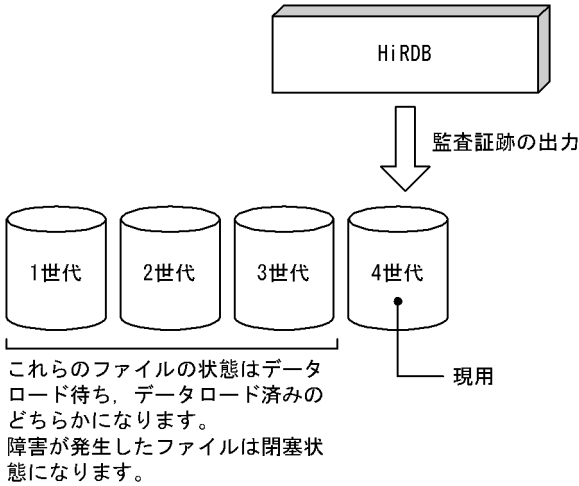 HiRDB
監査証跡の出力
1世代
2世代
3世代
4世代
現用
これらのファイルの状態はデータ
ロード待ち，データロード済みの
どちらかになります。
障害が発生したファイルは閉塞状
態になります。